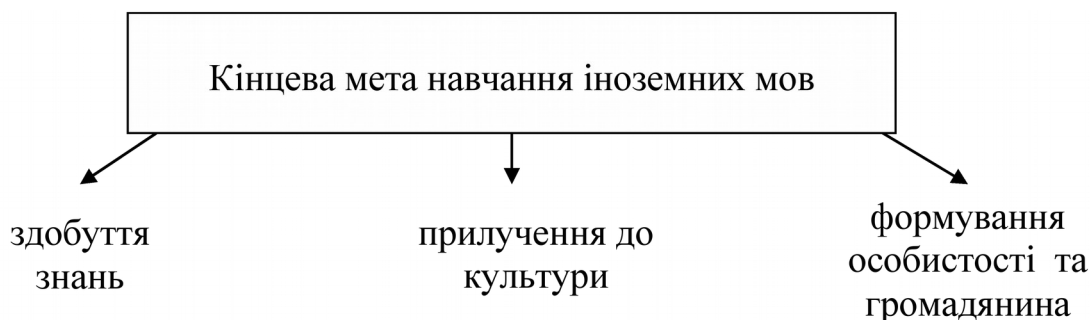 Кінцева мета навчання іноземних мов
здобуття
знань
прилучення до
культури
формування
особистості та
громадянина